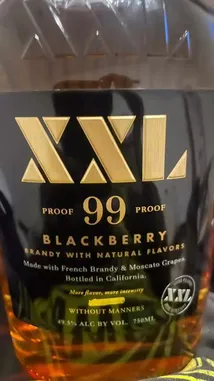 XXL
PROOF 99 PROOF
BLACKBERRY
BRANDY WITH NATURAL FLAVORS
Made with French Brandy & Moscato Grapes.
Bottled in California.
More flavor, more intensity
WITHOUT MANNERS
49.5% ALC BY VOL. 750ML
XXL